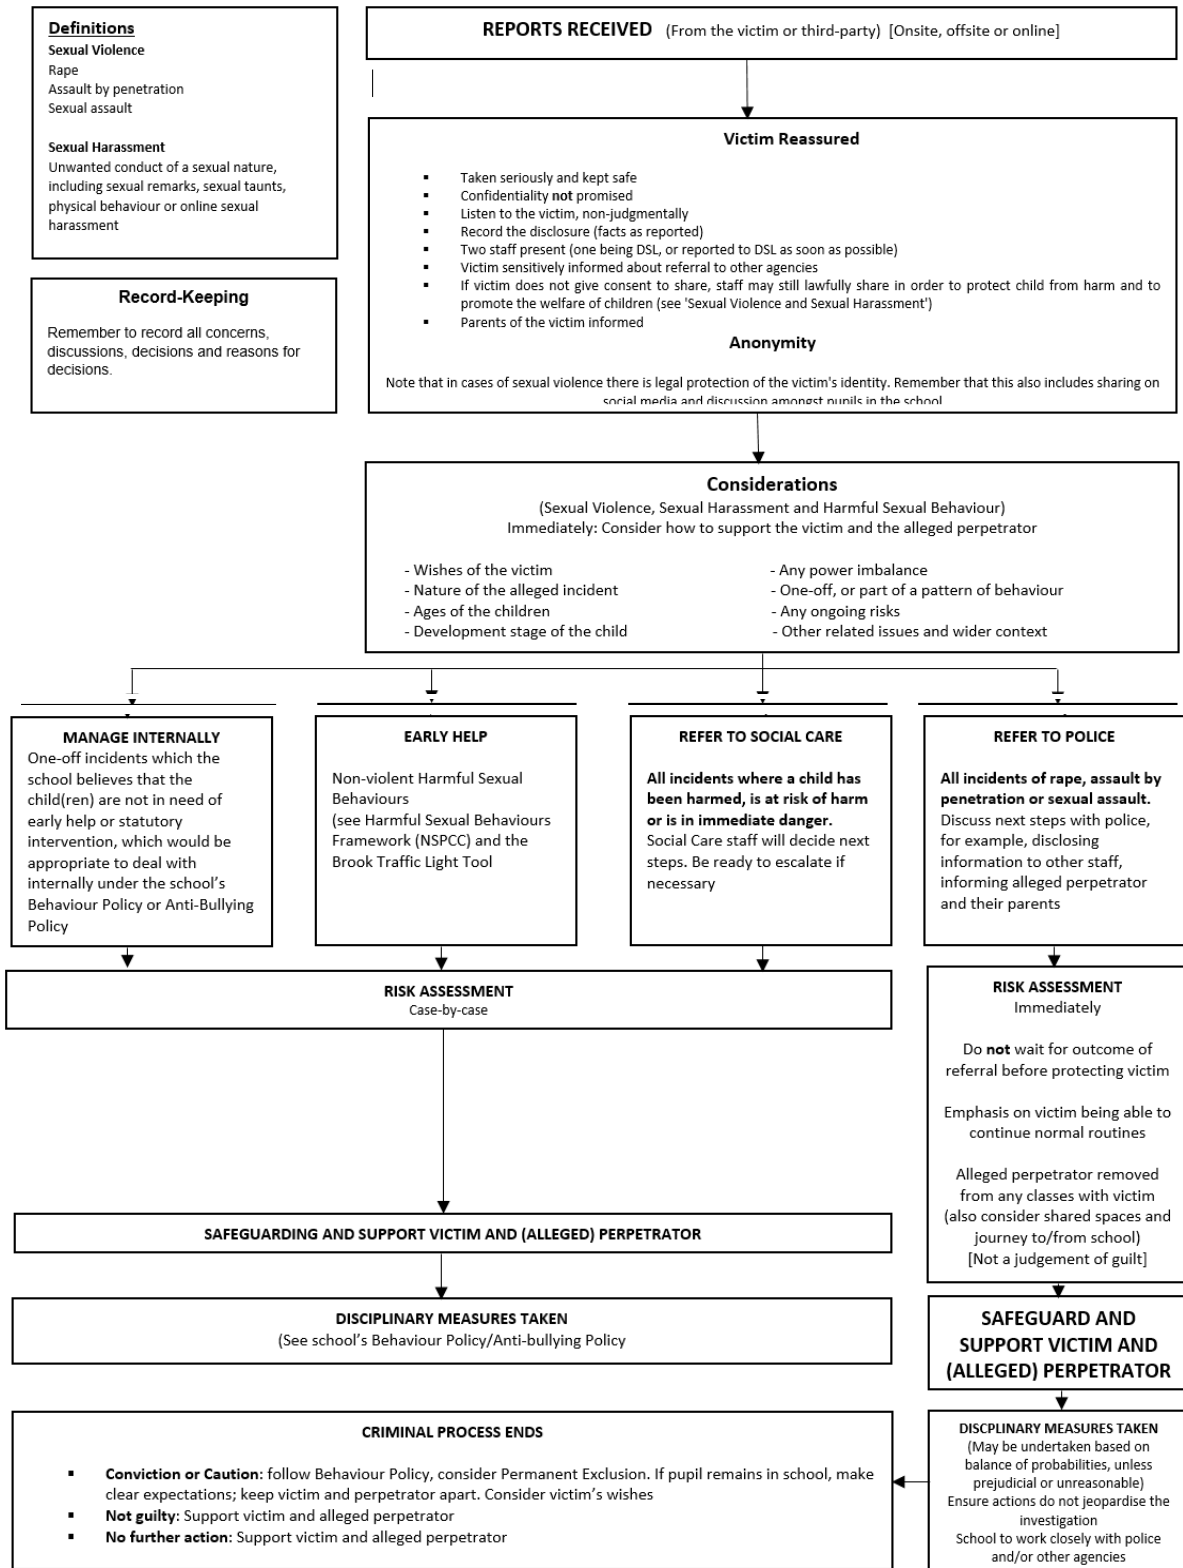 Definitions
Sexual Violence
Rape
Assault by penetration
Sexual assault
Sexual Harassment
Unwanted conduct of a sexual nature,
including sexual remarks, sexual taunts,
physical behaviour or online sexual
harassment
Record-Keeping
Remember to record all concerns,
discussions, decisions and reasons for
decisions.
REPORTS RECEIVED (From the victim or third-party) [Onsite, offsite or online]
Victim Reassured
▪ Taken seriously and kept safe
▪ Confidentiality not promised
▪ Listen to the victim, non-judgmentally
▪ Record the disclosure (facts as reported)
▪ Two staff present (one being DSL, or reported to DSL as soon as possible)
▪ Victim sensitively informed about referral to other agencies
▪ If victim does not give consent to share, staff may still lawfully share in order to protect child from harm and to
promote the welfare of children (see 'Sexual Violence and Sexual Harassment')
▪ Parents of the victim informed
Anonymity
Note that in cases of sexual violence there is legal protection of the victim's identity. Remember that this also includes sharing on
social media and discussion amongst pupils in the school
Considerations
(Sexual Violence, Sexual Harassment and Harmful Sexual Behaviour)
Immediately: Consider how to support the victim and the alleged perpetrator
- Wishes of the victim
- Nature of the alleged incident
- Ages of the children
- Development stage of the child
- Any power imbalance
- One-off, or part of a pattern of behaviour
- Any ongoing risks
- Other related issues and wider context
MANAGE INTERNALLY
One-off incidents which the
school believes that the
child(ren) are not in need of
early help or statutory
intervention, which would be
appropriate to deal with
internally under the school's
Behaviour Policy or Anti-Bullying
Policy
EARLY HELP
Non-violent Harmful Sexual
Behaviours
(see Harmful Sexual Behaviours
Framework (NSPCC) and the
Brook Traffic Light Tool
REFER TO SOCIAL CARE
All incidents where a child has
been harmed, is at risk of harm
or is in immediate danger.
Social Care staff will decide next
steps. Be ready to escalate if
necessary
REFER TO POLICE
All incidents of rape, assault by
penetration or sexual assault.
Discuss next steps with police,
for example, disclosing
information to other staff,
informing alleged perpetrator
and their parents
RISK ASSESSMENT
Case-by-case
SAFEGUARDING AND SUPPORT VICTIM AND (ALLEGED) PERPETRATOR
DISCIPLINARY MEASURES TAKEN
(See school's Behaviour Policy/Anti-bullying Policy
RISK ASSESSMENT
Immediately
Do not wait for outcome of
referral before protecting victim
Emphasis on victim being able to
continue normal routines
Alleged perpetrator removed
from any classes with victim
(also consider shared spaces and
journey to/from school)
[Not a judgement of guilt]
SAFEGUARD AND
SUPPORT VICTIM AND
(ALLEGED) PERPETRATOR
DISCPLINARY MEASURES TAKEN
(May be undertaken based on
balance of probabilities, unless
prejudicial or unreasonable)
Ensure actions do not jeopardise the
investigation
School to work closely with police
and/or other agencies
CRIMINAL PROCESS ENDS
▪ Conviction or Caution: follow Behaviour Policy, consider Permanent Exclusion. If pupil remains in school, make
clear expectations; keep victim and perpetrator apart. Consider victim's wishes
▪ Not guilty: Support victim and alleged perpetrator
▪ No further action: Support victim and alleged perpetrator